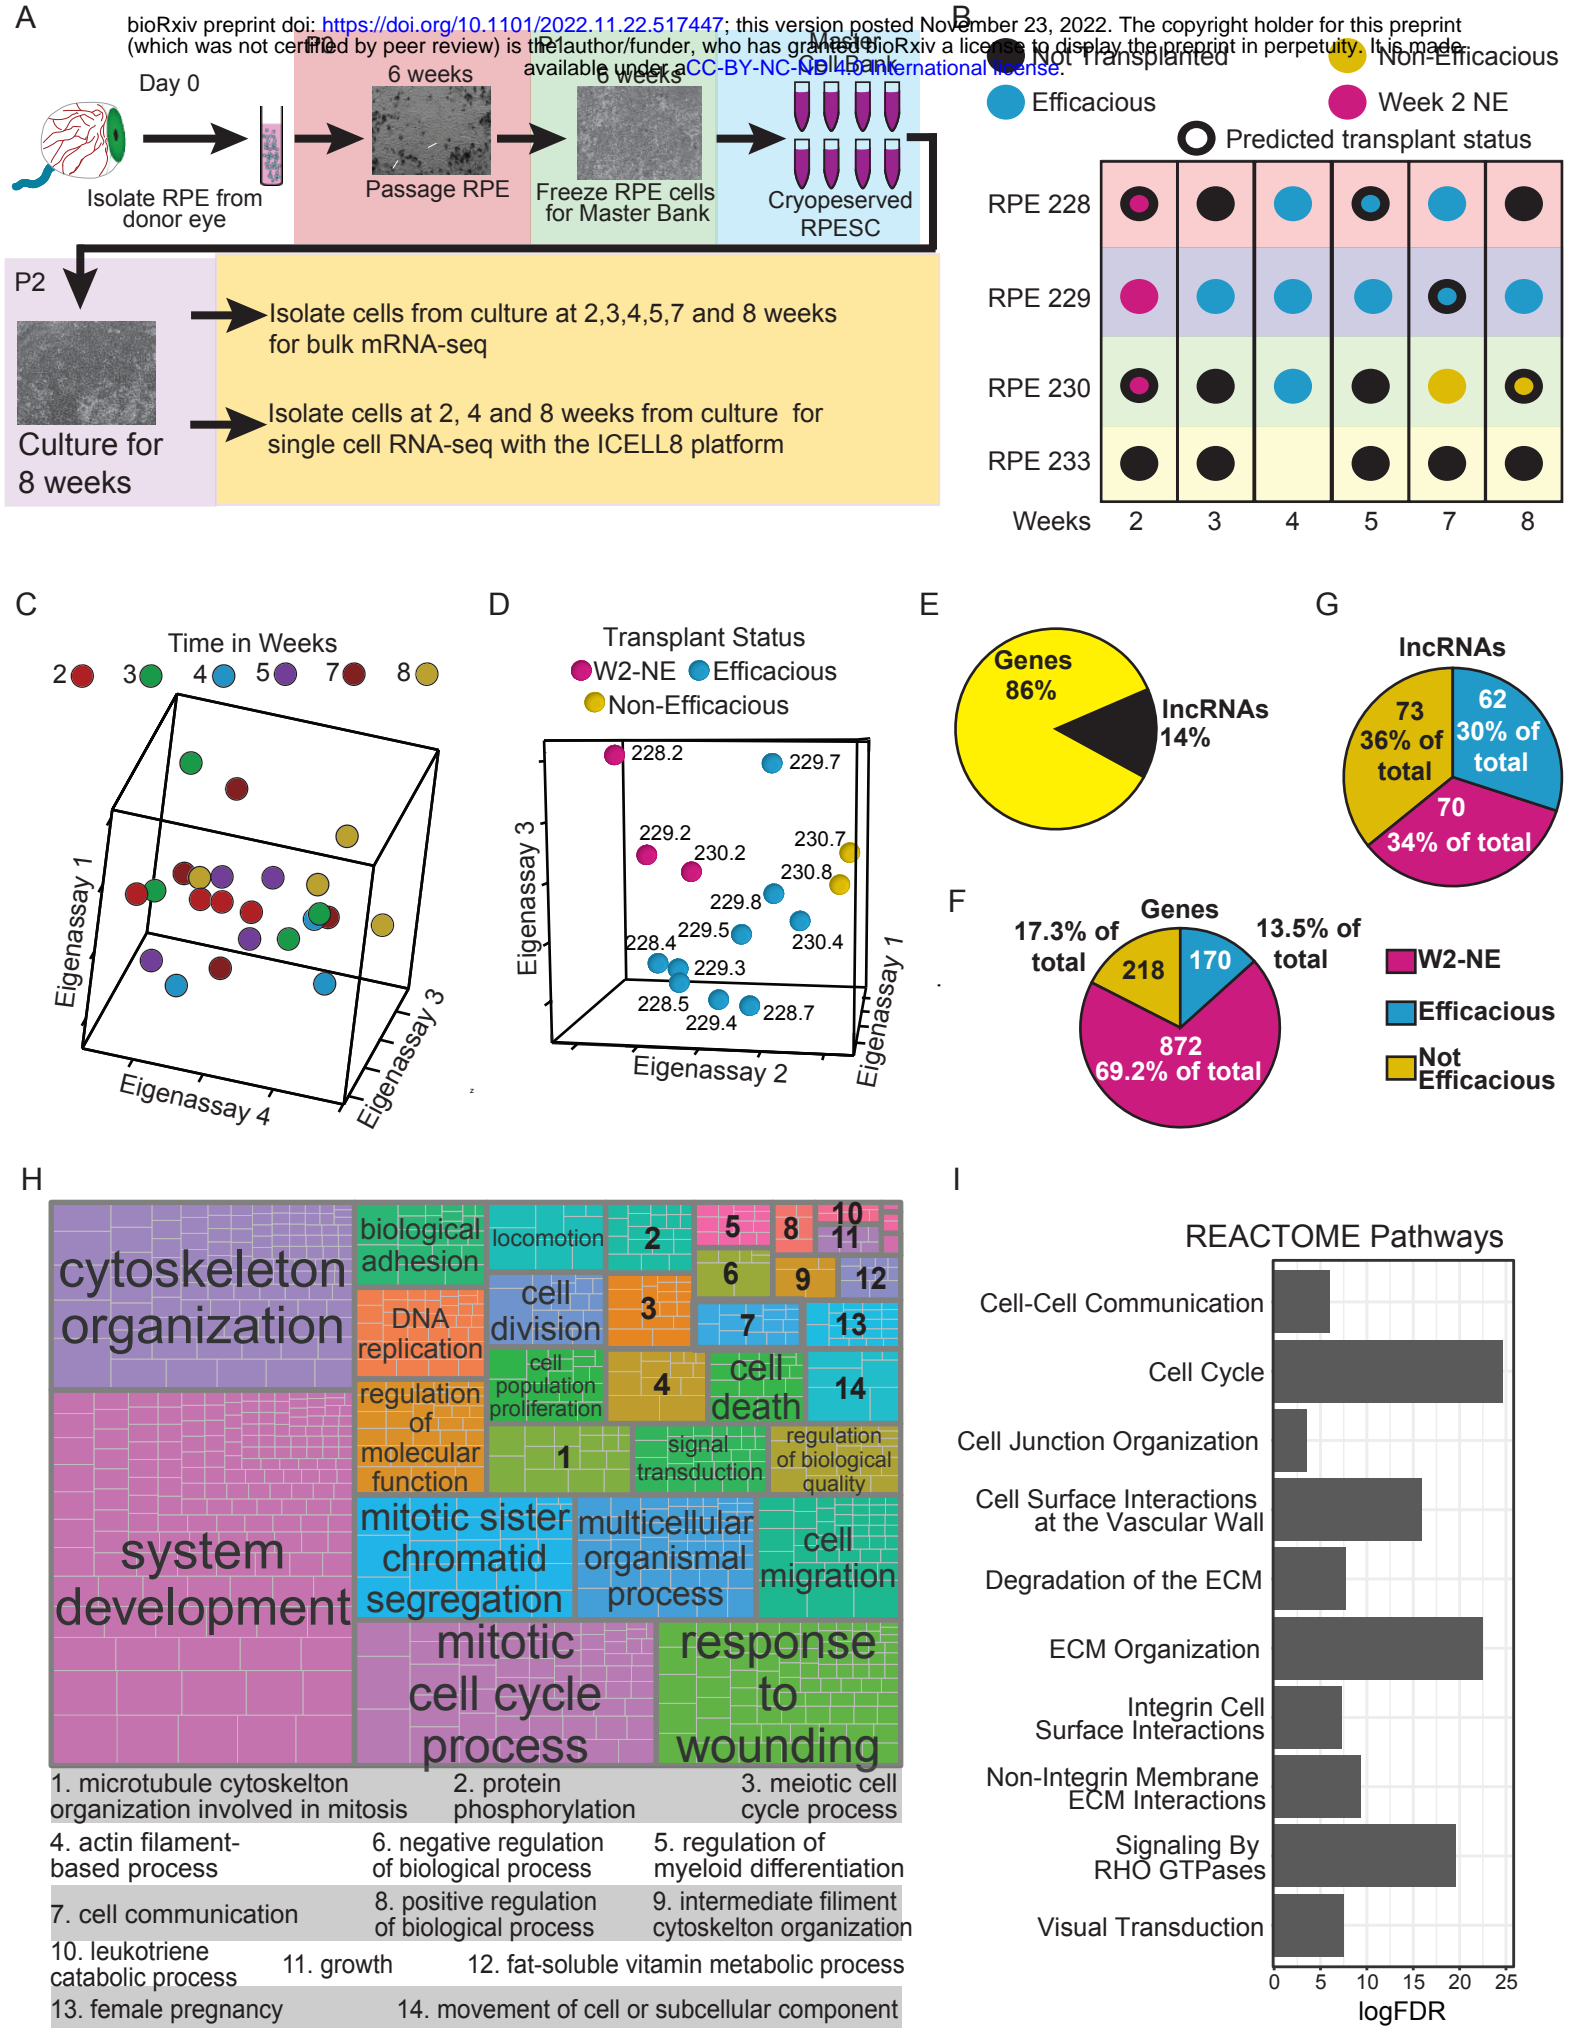 A
bioRxiv preprint doi: https://doi.org/10.1101/2022.11.22.517447; this version posted November 23, 2022. The copyright holder for this preprint
(which was not certified by peer review) is the author/funder, who has granted bioRxiv a license to display the preprint in perpetuity. It is made
available under aCC-BY-NC-ND 4.0 International license.
P0
P1
Master
Cell Bank
Day 0
6 weeks
6 weeks
Isolate RPE from
donor eye
Passage RPE
Freeze RPE cells
for Master Bank
Cryopeserved
RPESC
P2
Culture for
8 weeks
Isolate cells from culture at 2,3,4,5,7 and 8 weeks
for bulk mRNA-seq
Isolate cells at 2, 4 and 8 weeks from culture for
single cell RNA-seq with the ICELL8 platform
B
Not Transplanted
Non-Efficacious
Efficacious
Week 2 NE
Predicted transplant status
RPE 228
RPE 229
RPE 230
RPE 233
Weeks 2 3 4 5 7 8
C
Time in Weeks
2 3 4 5 7 8
Eigenassay 1
Eigenassay 4
Eigenassay 3
z
D
Transplant Status
W2-NE Efficacious
Non-Efficacious
228.2
229.7
229.2
230.2
230.7
230.8
229.8
229.5
230.4
228.4
229.3
228.5
229.4
228.7
Eigenassay 3
Eigenassay 2
Eigenassay 1
E
Genes
86%
lncRNAs
14%
G
lncRNAs
73
36% of
total
62
30% of
total
70
34% of total
F
Genes
17.3% of
total
13.5% of
total
218
170
872
69.2% of total
W2-NE
Efficacious
Not
Efficacious
H
cytoskeleton
organization
system
development
biological
adhesion
DNA
replication
regulation
of
molecular
function
locomotion
cell
division
cell
population
proliferation
1
2
3
4
5
6
7
8
9
10
11
12
13
14
cell
death
signal
transduction
regulation
of biological
quality
mitotic sister
chromatid
segregation
multicellular
organismal
process
cell
migration
mitotic
cell cycle
process
response
to
wounding
1. microtubule cytoskelton
organization involved in mitosis
2. protein
phosphorylation
3. meiotic cell
cycle process
4. actin filament-
based process
6. negative regulation
of biological process
5. regulation of
myeloid differentiation
7. cell communication
8. positive regulation
of biological process
9. intermediate filiment
cytoskelton organization
10. leukotriene
catabolic process
11. growth
12. fat-soluble vitamin metabolic process
13. female pregnancy
14. movement of cell or subcellular component
I
REACTOME Pathways
Cell-Cell Communication
Cell Cycle
Cell Junction Organization
Cell Surface Interactions
at the Vascular Wall
Degradation of the ECM
ECM Organization
Integrin Cell
Surface Interactions
Non-Integrin Membrane
ECM Interactions
Signaling By
RHO GTPases
Visual Transduction
0 5 10 15 20 25
logFDR